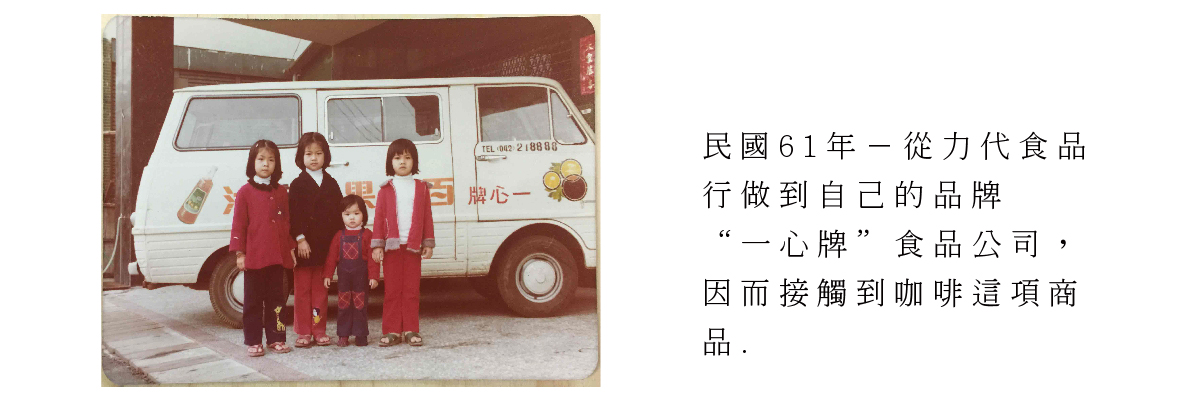 TEL:(042)218888
牌心一
民國61年－從力代食品
行做到自己的品牌
“一心牌”食品公司，
因而接觸到咖啡這項商
品.